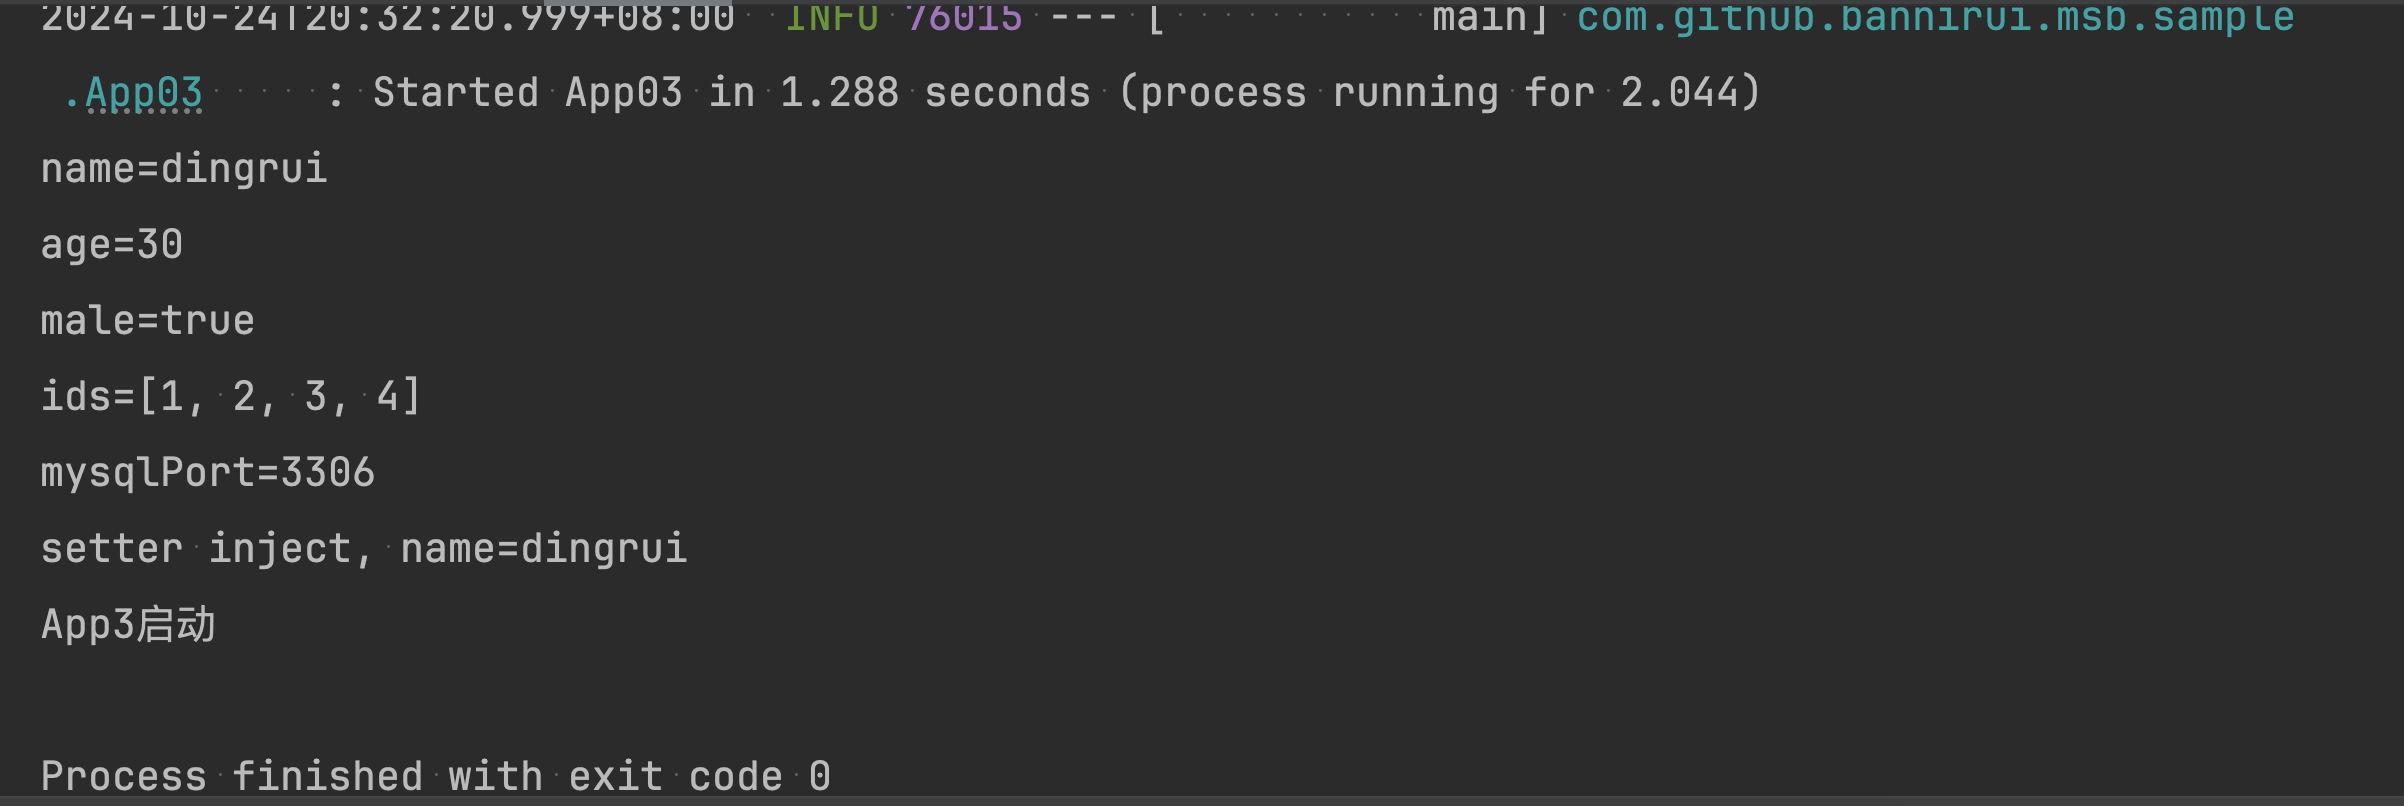 2024-10-24T20:32:20.999+08:00  INFO 76015 --- [           main] com.github.bannirui.msb.sample
.App03     : Started App03 in 1.288 seconds (process running for 2.044)
name=dingrui
age=30
male=true
ids=[1, 2, 3, 4]
mysqlPort=3306
setter inject, name=dingrui
App3启动
Process finished with exit code 0